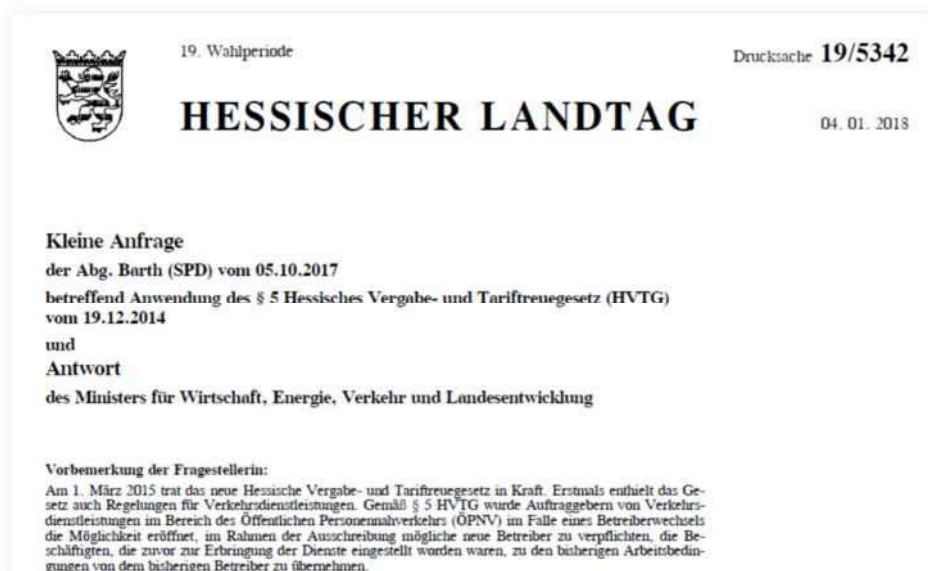 19. Wahlperiode
Drucksache 19/5342
HESSISCHER LANDTAG
04. 01. 2018
Kleine Anfrage
der Abg. Barth (SPD) vom 05.10.2017
betreffend Anwendung des § 5 Hessisches Vergabe- und Tariftreuegesetz (HVTG)
vom 19.12.2014
und
Antwort
des Ministers für Wirtschaft, Energie, Verkehr und Landesentwicklung
Vorbemerkung der Fragestellerin:
Am 1. März 2015 trat das neue Hessische Vergabe- und Tariftreuegesetz in Kraft. Erstmals enthielt das Ge-
setz auch Regelungen für Verkehrsdienstleistungen. Gemäß § 5 HVTG wurde Auftraggebern von Verkehrs-
dienstleistungen im Bereich des Öffentlichen Personennahverkehrs (ÖPNV) im Falle eines Betreiberwechsels
die Möglichkeit eröffnet, im Rahmen der Ausschreibung mögliche neue Betreiber zu verpflichten, die Be-
schäftigten, die zuvor zur Erbringung der Dienste eingestellt worden waren, zu den bisherigen Arbeitsbedin-
gungen von dem bisherigen Betreiber zu übernehmen.